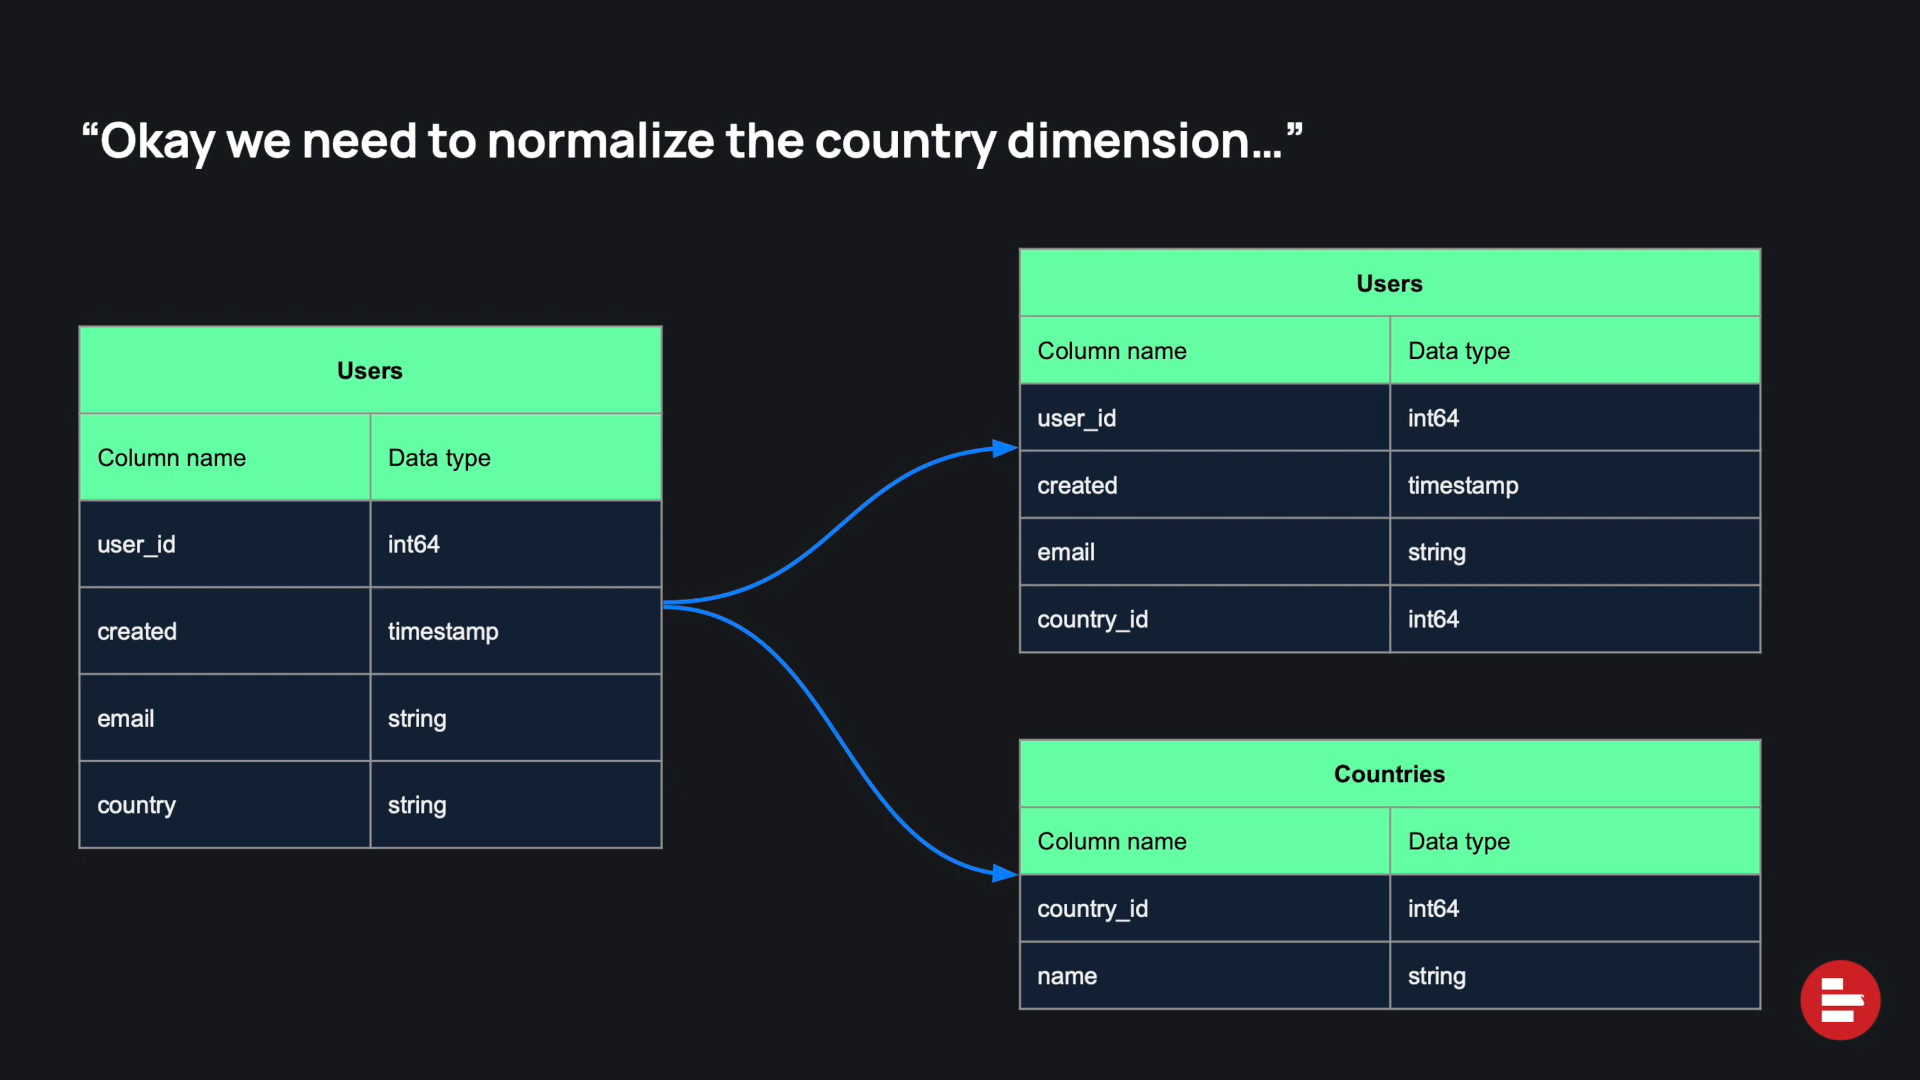 “Okay we need to normalize the country dimension...”
Users
Column name Data type
user_id int64
created timestamp
email string
country string
Users
Column name Data type
user_id int64
created timestamp
email string
country_id int64
Countries
Column name Data type
country_id int64
name string